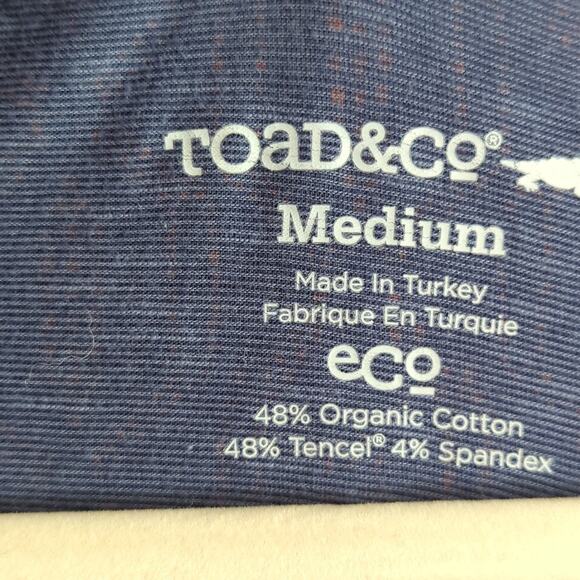 TOAD&CO®
Medium
Made In Turkey
Fabrique En Turquie
eco
48% Organic Cotton
48% Tencel® 4% Spandex